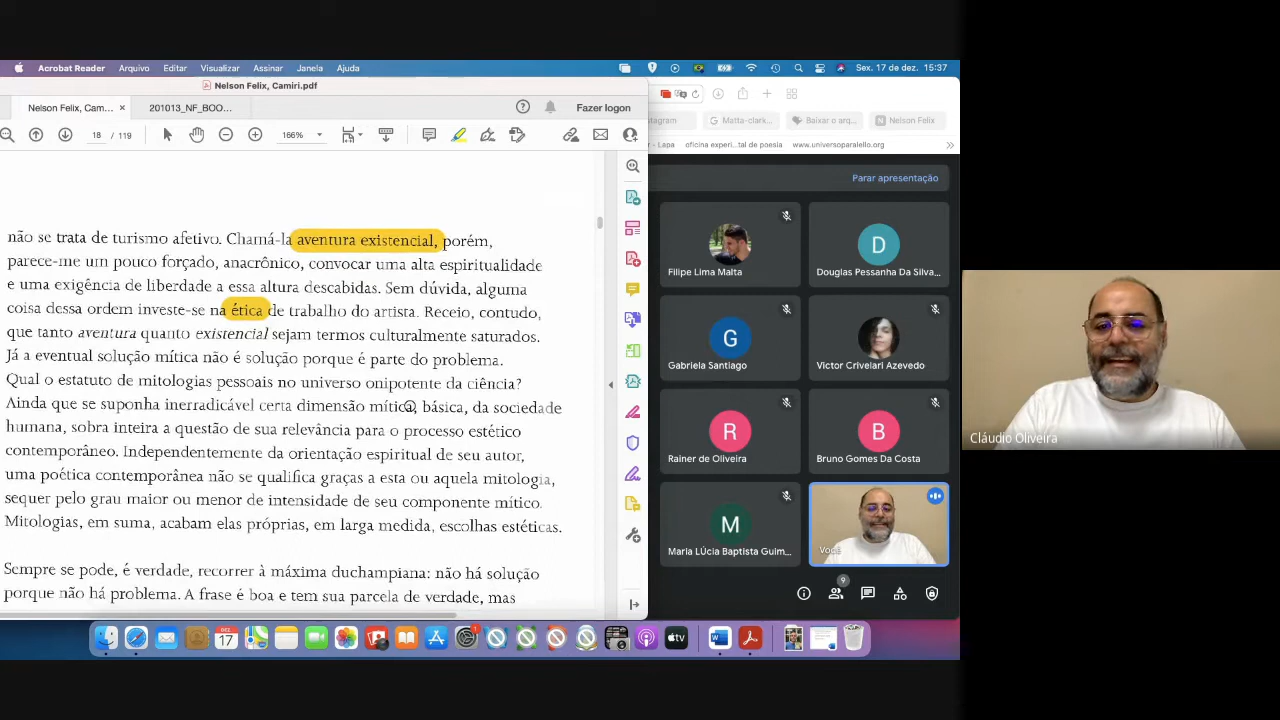 Acrobat Reader Arquivo Editar Visualizar Assinar Janela Ajuda
Sex. 17 de dez. 15:37
Nelson Felix, Camiri.pdf
Nelson Felix, Cam... × 201013_NF_BOO...
Fazer logon
18 / 119
166%
não se trata de turismo afetivo. Chamá-la aventura existencial, porém,
parece-me um pouco forçado, anacrônico, convocar uma alta espiritualidade
e uma exigência de liberdade a essa altura descabidas. Sem dúvida, alguma
coisa dessa ordem investe-se na ética de trabalho do artista. Receio, contudo,
que tanto aventura quanto existencial sejam termos culturalmente saturados.
Já a eventual solução mítica não é solução porque é parte do problema.
Qual o estatuto de mitologias pessoais no universo onipotente da ciência?
Ainda que se suponha inerradicável certa dimensão mítica, básica, da sociedade
humana, sobra inteira a questão de sua relevância para o processo estético
contemporâneo. Independentemente da orientação espiritual de seu autor,
uma poética contemporânea não se qualifica graças a esta ou aquela mitologia,
sequer pelo grau maior ou menor de intensidade de seu componente mítico.
Mitologias, em suma, acabam elas próprias, em larga medida, escolhas estéticas.
Sempre se pode, é verdade, recorrer à máxima duchampiana: não há solução
porque não há problema. A frase é boa e tem sua parcela de verdade, mas
stagram
Matta-clark...
Baixar o arq...
Nelson Felix
- Lapa oficina experi...tal de poesia www.universoparalello.org
Parar apresentação
Filipe Lima Malta
D
Douglas Pessanha Da Silva...
G
Gabriela Santiago
Victor Crivelari Azevedo
R
Rainer de Oliveira
B
Bruno Gomes Da Costa
M
Maria LÚcia Baptista Guim...
Você
9
Cláudio Oliveira
DEZ
17
tv
W